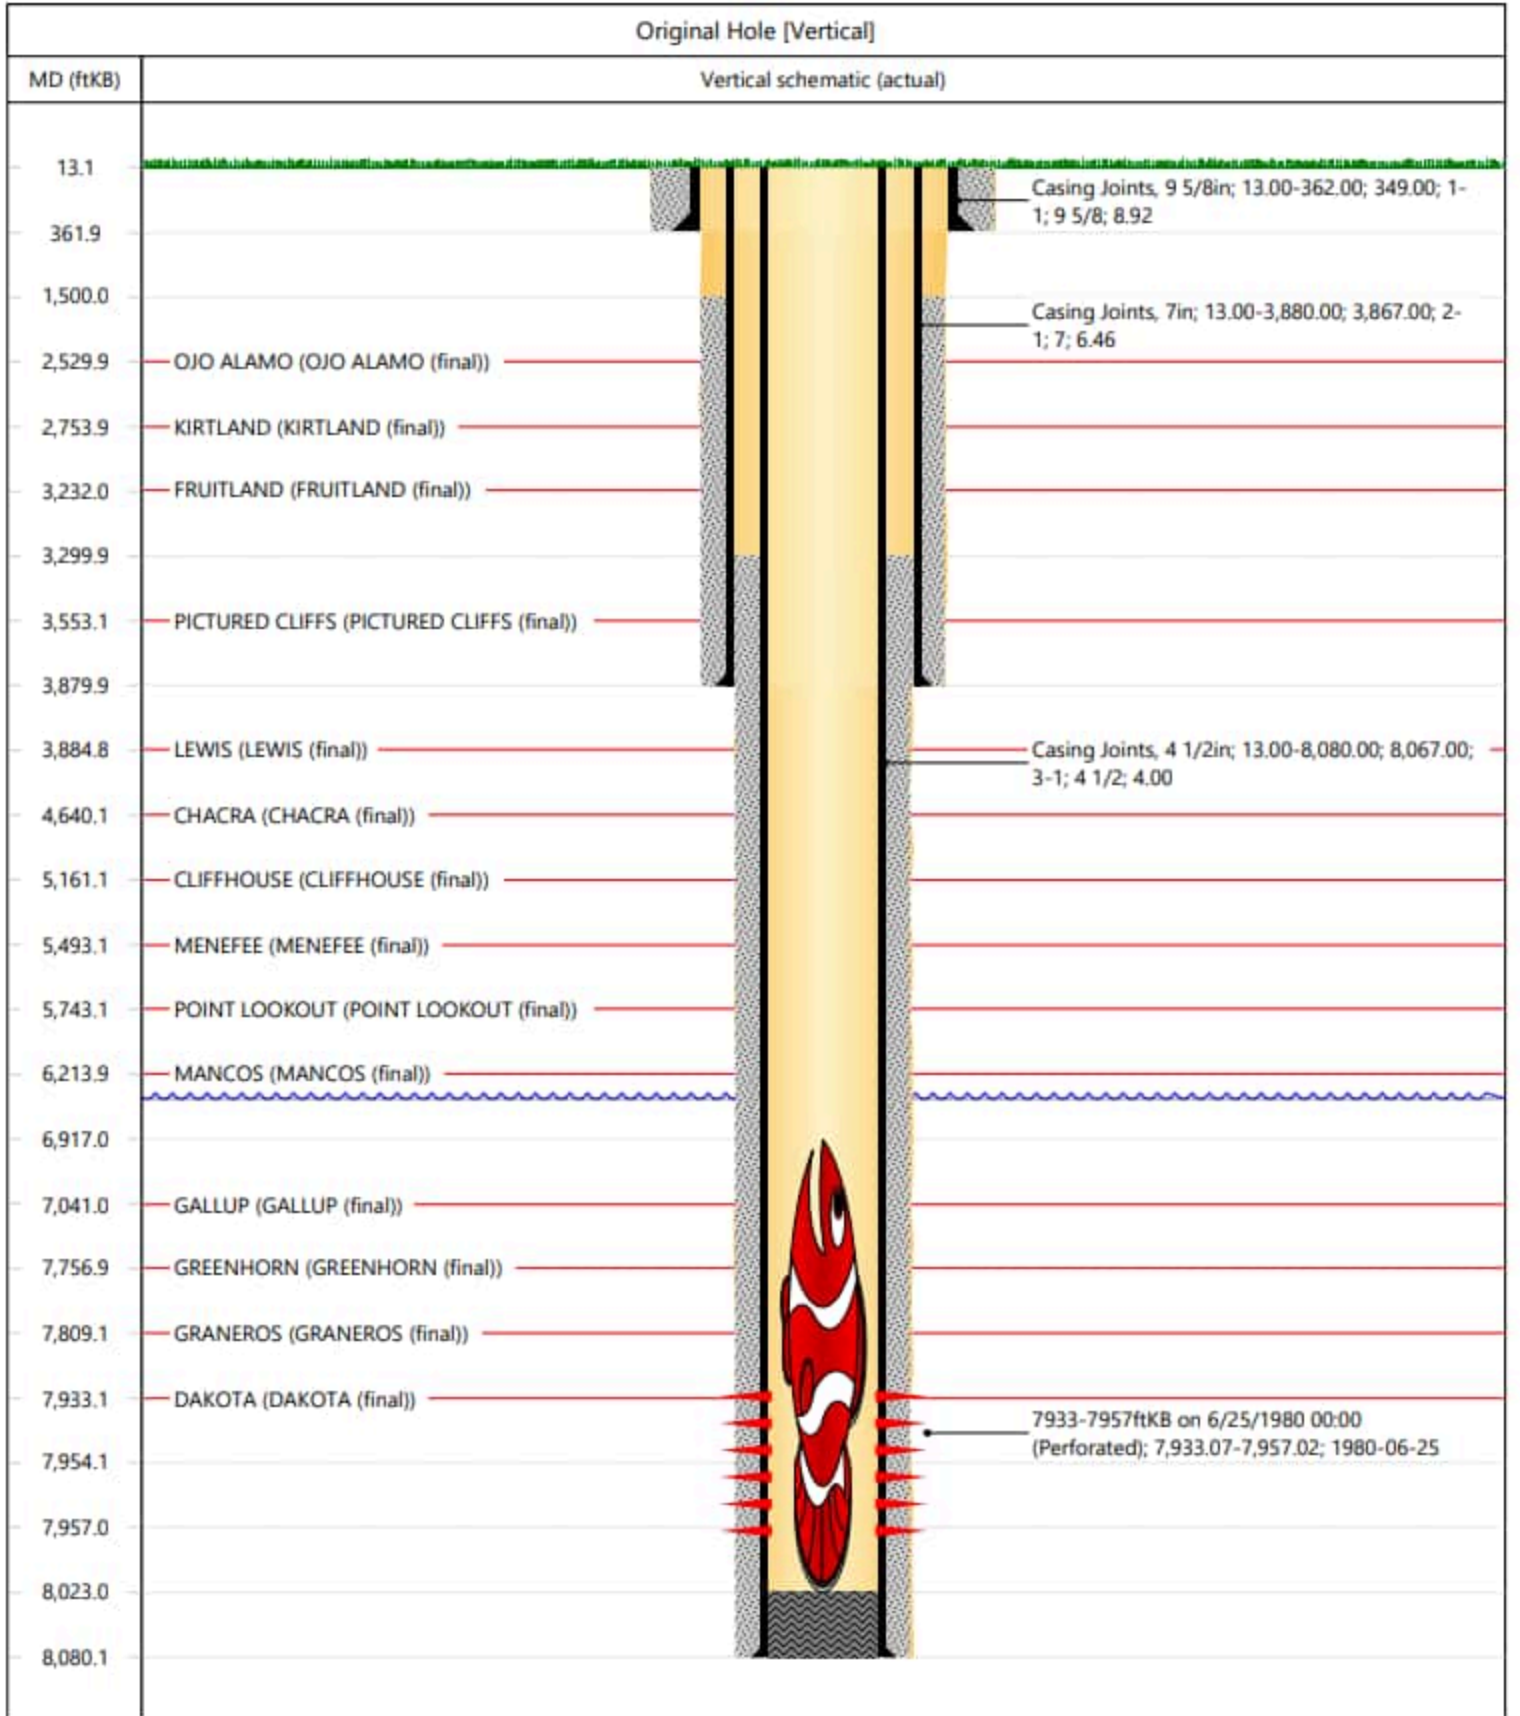 Original Hole [Vertical]
MD (ftKB)
Vertical schematic (actual)
13.1
Casing Joints, 9 5/8in; 13.00-362.00; 349.00; 1-
1; 9 5/8; 8.92
361.9
1,500.0
Casing Joints, 7in; 13.00-3,880.00; 3,867.00; 2-
1; 7; 6.46
2,529.9
OJO ALAMO (OJO ALAMO (final))
2,753.9
KIRTLAND (KIRTLAND (final))
3,232.0
FRUITLAND (FRUITLAND (final))
3,299.9
3,553.1
PICTURED CLIFFS (PICTURED CLIFFS (final))
3,879.9
3,884.8
LEWIS (LEWIS (final))
Casing Joints, 4 1/2in; 13.00-8,080.00; 8,067.00;
3-1; 4 1/2; 4.00
4,640.1
CHACRA (CHACRA (final))
5,161.1
CLIFFHOUSE (CLIFFHOUSE (final))
5,493.1
MENEFEE (MENEFEE (final))
5,743.1
POINT LOOKOUT (POINT LOOKOUT (final))
6,213.9
MANCOS (MANCOS (final))
6,917.0
7,041.0
GALLUP (GALLUP (final))
7,756.9
GREENHORN (GREENHORN (final))
7,809.1
GRANEROS (GRANEROS (final))
7,933.1
DAKOTA (DAKOTA (final))
7933-7957ftKB on 6/25/1980 00:00
(Perforated); 7,933.07-7,957.02; 1980-06-25
7,954.1
7,957.0
8,023.0
8,080.1